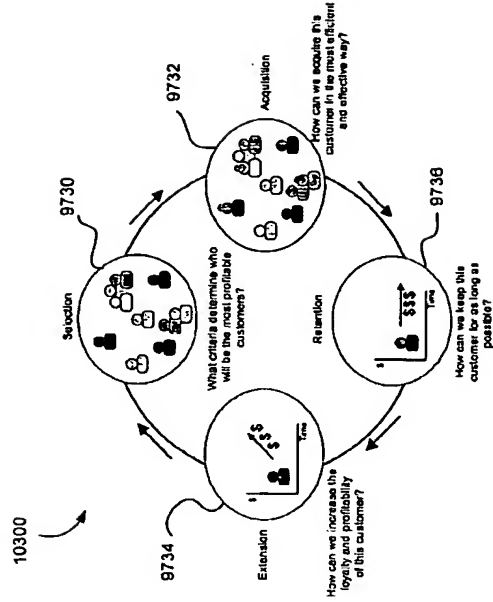 10300
9730
Selection
What criteria determine who
will be the most profitable
customers?
9732
Acquisition
How can we acquire this
customer in the most efficient
and effective way?
9734
$
$
$
$
Time
Extension
How can we increase the
loyalty and profitability
of this customer?
Retention
9736
$
$$$
Time
How can we keep this
customer for as long as
possible?